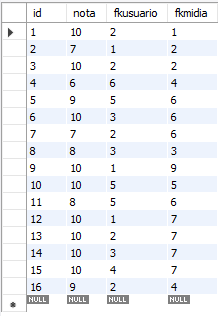 id nota fkusuario fkmidia
1 10 2 1
2 7 1 2
3 10 2 2
4 6 6 4
5 9 5 6
6 10 3 6
7 7 2 6
8 8 3 3
9 10 1 9
10 10 5 5
11 8 5 6
12 10 1 7
13 10 2 7
14 10 3 7
15 10 4 7
16 9 2 4
NULL NULL NULL NULL